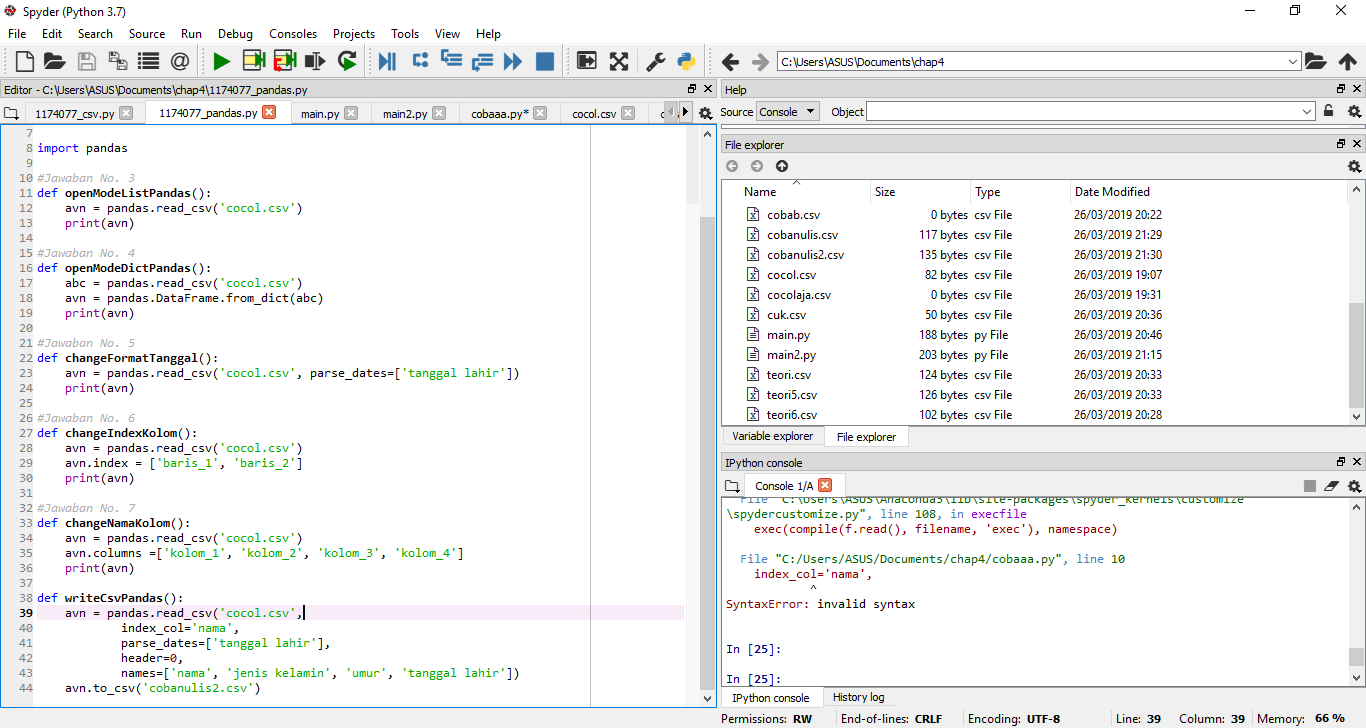 Spyder (Python 3.7)
File Edit Search Source Run Debug Consoles Projects Tools View Help
C:\Users\ASUS\Documents\chap4
Editor - C:\Users\ASUS\Documents\chap4\1174077_pandas.py
1174077_csv.py 1174077_pandas.py main.py main2.py cobaaa.py* cocol.csv
7
8 import pandas
9
10 #Jawaban No. 3
11 def openModeListPandas():
12     avn = pandas.read_csv('cocol.csv')
13     print(avn)
14
15 #Jawaban No. 4
16 def openModeDictPandas():
17     abc = pandas.read_csv('cocol.csv')
18     avn = pandas.DataFrame.from_dict(abc)
19     print(avn)
20
21 #Jawaban No. 5
22 def changeFormatTanggal():
23     avn = pandas.read_csv('cocol.csv', parse_dates=['tanggal lahir'])
24     print(avn)
25
26 #Jawaban No. 6
27 def changeIndexKolom():
28     avn = pandas.read_csv('cocol.csv')
29     avn.index = ['baris_1', 'baris_2']
30     print(avn)
31
32 #Jawaban No. 7
33 def changeNamaKolom():
34     avn = pandas.read_csv('cocol.csv')
35     avn.columns =['kolom_1', 'kolom_2', 'kolom_3', 'kolom_4']
36     print(avn)
37
38 def writeCsvPandas():
39     avn = pandas.read_csv('cocol.csv',
40             index_col='nama',
41             parse_dates=['tanggal lahir'],
42             header=0,
43             names=['nama', 'jenis kelamin', 'umur', 'tanggal lahir'])
44     avn.to_csv('cobanulis2.csv')
Help
Source Console Object
File explorer
Name Size Type Date Modified
cobab.csv 0 bytes csv File 26/03/2019 20:22
cobanulis.csv 117 bytes csv File 26/03/2019 21:29
cobanulis2.csv 135 bytes csv File 26/03/2019 21:30
cocol.csv 82 bytes csv File 26/03/2019 19:07
cocolaja.csv 0 bytes csv File 26/03/2019 19:31
cuk.csv 50 bytes csv File 26/03/2019 20:36
main.py 188 bytes py File 26/03/2019 20:46
main2.py 203 bytes py File 26/03/2019 21:15
teori.csv 124 bytes csv File 26/03/2019 20:33
teori5.csv 126 bytes csv File 26/03/2019 20:33
teori6.csv 102 bytes csv File 26/03/2019 20:28
Variable explorer File explorer
IPython console
Console 1/A
File "C:\Users\ASUS\Anaconda3\lib\site-packages\spyder_kernels\customize
\spydercustomize.py", line 108, in execfile
    exec(compile(f.read(), filename, 'exec'), namespace)
  File "C:/Users/ASUS/Documents/chap4/cobaaa.py", line 10
    index_col='nama',
            ^
SyntaxError: invalid syntax
In [25]:
In [25]:
IPython console History log
Permissions: RW End-of-lines: CRLF Encoding: UTF-8 Line: 39 Column: 39 Memory: 66 %